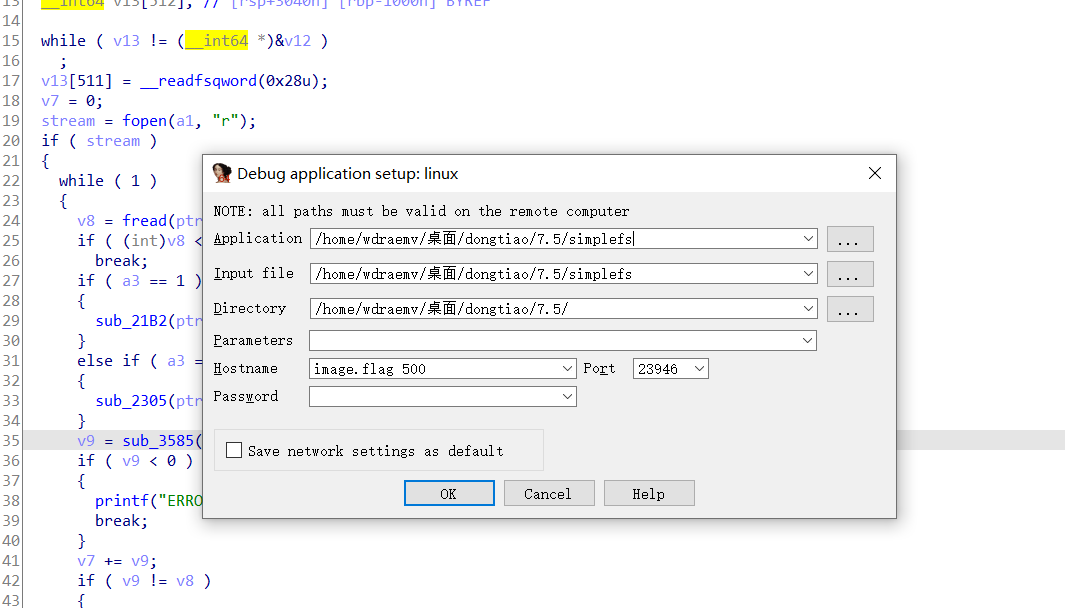 13 __int64 v13[512]; // [rsp+3040h] [rbp-1000h] BYREF
14
15 while ( v13 != (__int64 *)&v12 )
16 ;
17 v13[511] = __readfsqword(0x28u);
18 v7 = 0;
19 stream = fopen(a1, "r");
20 if ( stream )
21 {
22 while ( 1 )
23 {
24 v8 = fread(ptr
25 if ( (int)v8 <
26 break;
27 if ( a3 == 1 )
28 {
29 sub_21B2(ptr
30 }
31 else if ( a3 =
32 {
33 sub_2305(ptr
34 }
35 v9 = sub_3585(
36 if ( v9 < 0 )
37 {
38 printf("ERRO
39 break;
40 }
41 v7 += v9;
42 if ( v9 != v8 )
43 {
Debug application setup: linux
NOTE: all paths must be valid on the remote computer
Application /home/wdraemv/桌面/dongtiao/7.5/simplefs ...
Input file /home/wdraemv/桌面/dongtiao/7.5/simplefs ...
Directory /home/wdraemv/桌面/dongtiao/7.5/ ...
Parameters
Hostname image.flag 500 Port 23946
Password
Save network settings as default
OK Cancel Help